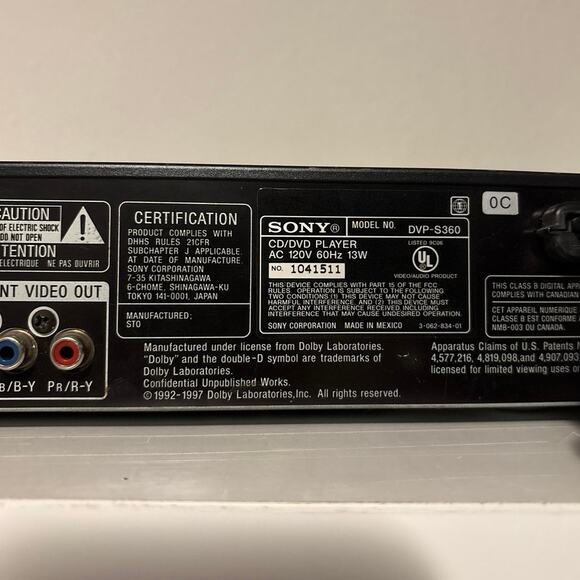 CAUTION
OF ELECTRIC SHOCK
DO NOT OPEN
ATTENTION
ELECTRIQUE NE PAS OUVRIR
ENT VIDEO OUT
B/B-Y PR/R-Y
CERTIFICATION
PRODUCT COMPLIES WITH
DHHS RULES 21CFR
SUBCHAPTER J APPLICABLE
AT DATE OF MANUFACTURE.
SONY CORPORATION
7-35 KITASHINAGAWA
6-CHOME, SHINAGAWA-KU
TOKYO 141-0001, JAPAN
MANUFACTURED;
STO
SONY® MODEL NO. DVP-S360
CD/DVD PLAYER
AC 120V 60Hz 13W
NO. 1041511
LISTED 9C06
UL
VIDEO/AUDIO PRODUCT
THIS DEVICE COMPLIES WITH PART 15 OF THE FCC
RULES. OPERATION IS SUBJECT TO THE FOLLOWING
TWO CONDITIONS (1) THIS DEVICE MAY NOT CAUSE
HARMFUL INTERFERENCE, AND (2) THIS DEVICE MUST
ACCEPT ANY INTERFERENCE RECEIVED INCLUDING
INTERFERENCE THAT MAY CAUSE UNDESIRED OPERATION.
SONY CORPORATION MADE IN MEXICO 3-062-834-01
0C
THIS CLASS B DIGITAL APP
COMPLIES WITH CANADIAN
CET APPAREIL NUMERIQUE
CLASSE B EST CONFORME A
NMB-003 DU CANADA.
Manufactured under license from Dolby Laboratories.
"Dolby" and the double-D symbol are trademarks of
Dolby Laboratories.
Confidential Unpublished Works.
©1992-1997 Dolby Laboratories,Inc. All rights reserved.
Apparatus Claims of U.S. Patents N
4,577,216, 4,819,098, and 4,907,093
licensed for limited viewing uses on